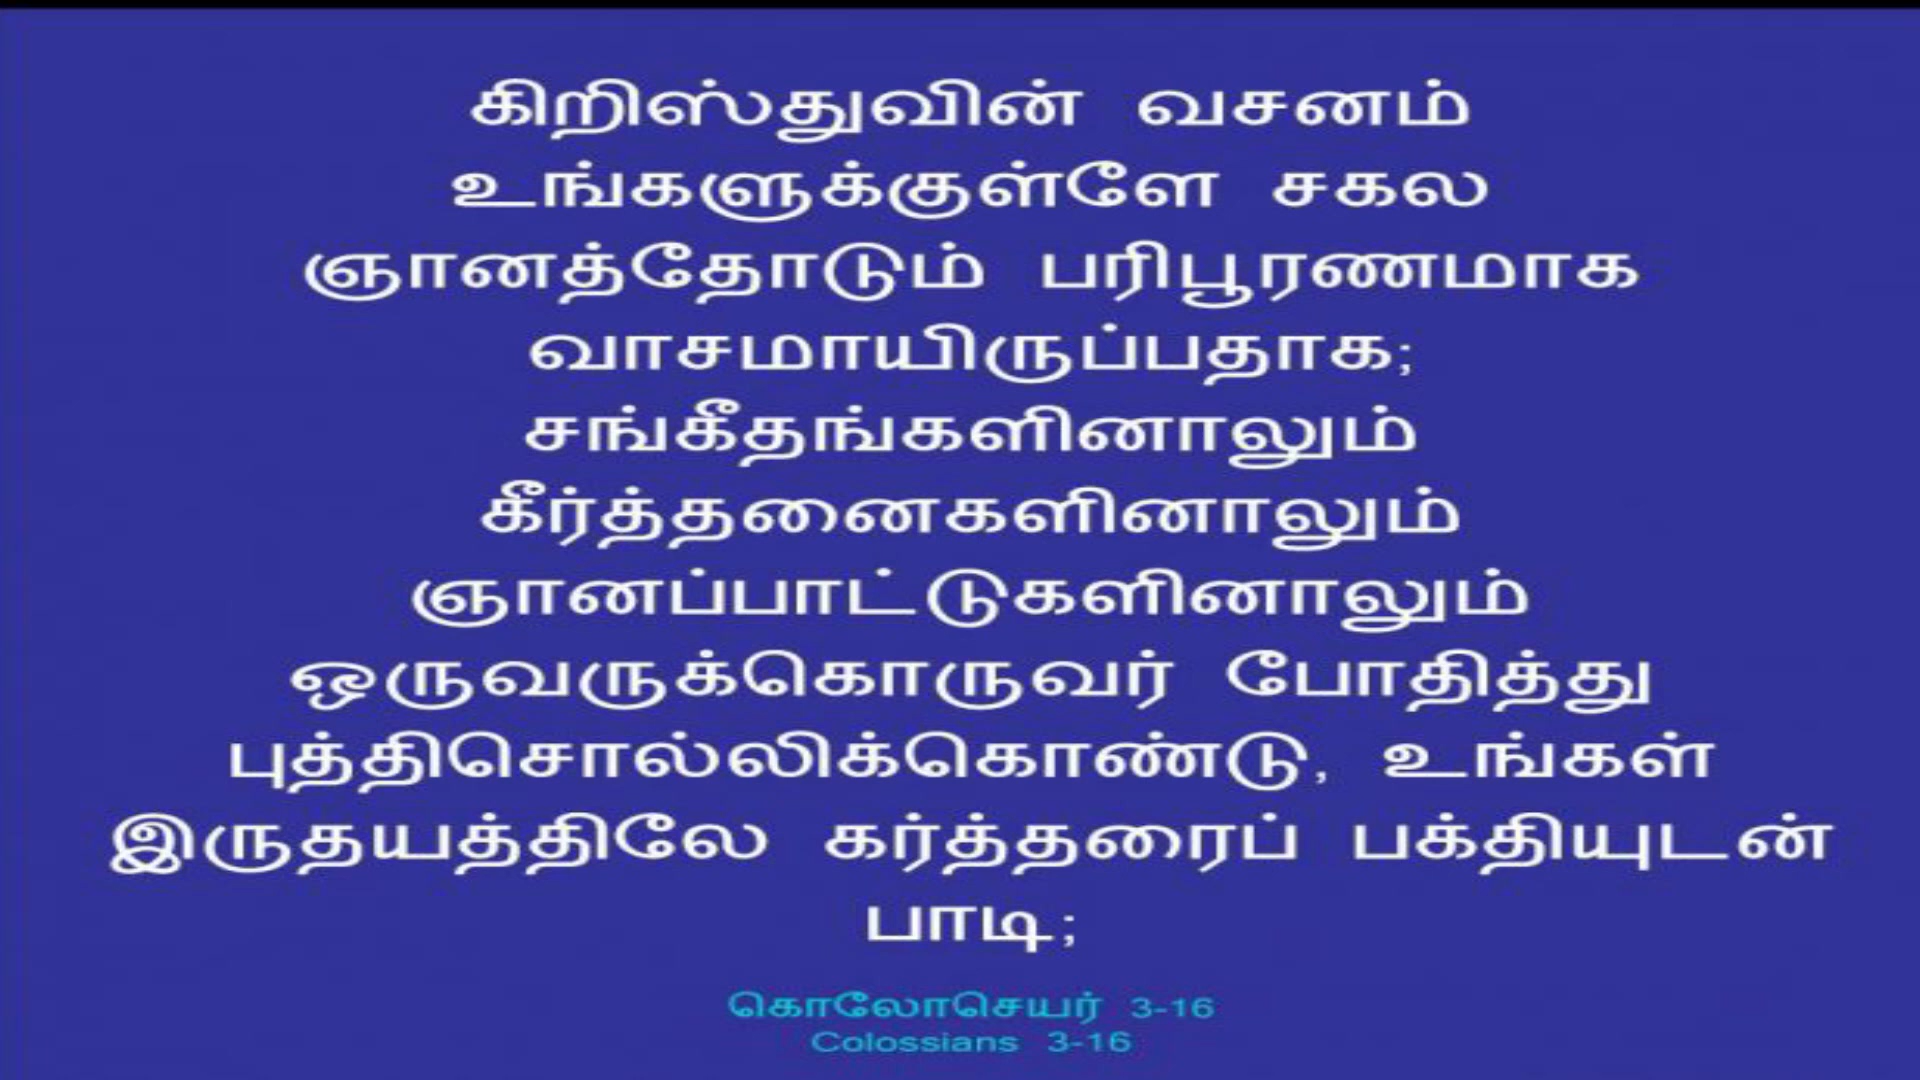 கிறிஸ்துவின் வசனம்
உங்களுக்குள்ளே சகல
ஞானத்தோடும் பரிபூரணமாக
வாசமாயிருப்பதாக;
சங்கீதங்களினாலும்
கீர்த்தனைகளினாலும்
ஞானப்பாட்டுகளினாலும்
ஒருவருக்கொருவர் போதித்து
புத்திசொல்லிக்கொண்டு, உங்கள்
இருதயத்திலே கர்த்தரைப் பக்தியுடன்
பாடி;
கொலோசெயர் 3-16
Colossians 3-16